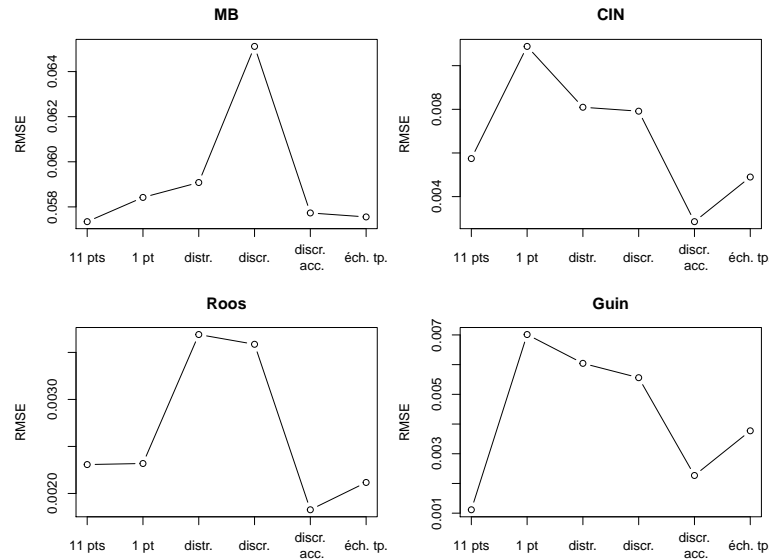 MB
RMSE
0.064
0.062
0.060
0.058
11 pts 1 pt distr. discr. discr. acc. éch. tp.
CIN
RMSE
0.008
0.004
11 pts 1 pt distr. discr. discr. acc. éch. tp.
Roos
RMSE
0.0030
0.0020
11 pts 1 pt distr. discr. discr. acc. éch. tp.
Guin
RMSE
0.007
0.005
0.003
0.001
11 pts 1 pt distr. discr. discr. acc. éch. tp.